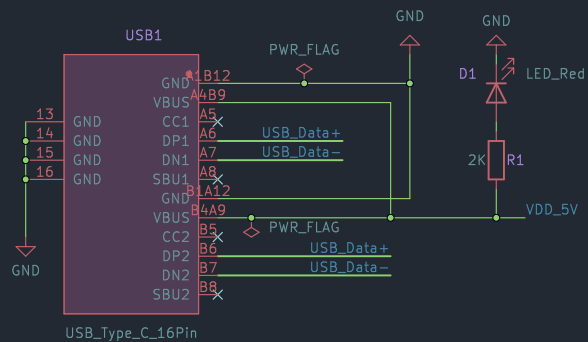 GND
GND
USB1
PWR_FLAG
D1
LED_Red
A1B12
GND
A4B9
VBUS
13
GND
A5
CC1
14
GND
A6
DP1
USB_Data+
15
GND
A7
DN1
USB_Data-
2K
R1
16
GND
A8
SBU1
B1A12
GND
B4A9
VBUS
VDD_5V
PWR_FLAG
B5
CC2
B6
DP2
USB_Data+
GND
B7
DN2
USB_Data-
B8
SBU2
USB_Type_C_16Pin